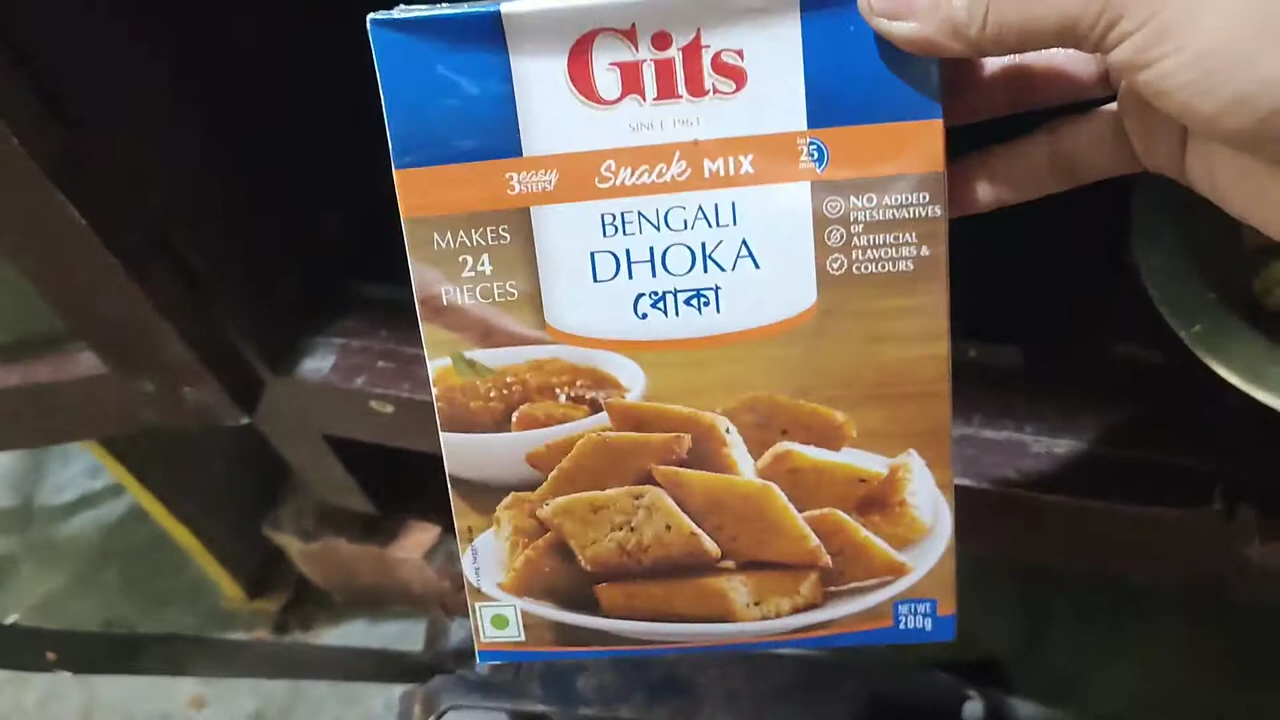 Gits
SINCE 1963
3 easy STEPS!
Snack MIX
in 25 mins
MAKES
24
PIECES
BENGALI
DHOKA
ধোকা
NO ADDED
PRESERVATIVES
or
ARTIFICIAL
FLAVOURS &
COLOURS
NET WT.
200g